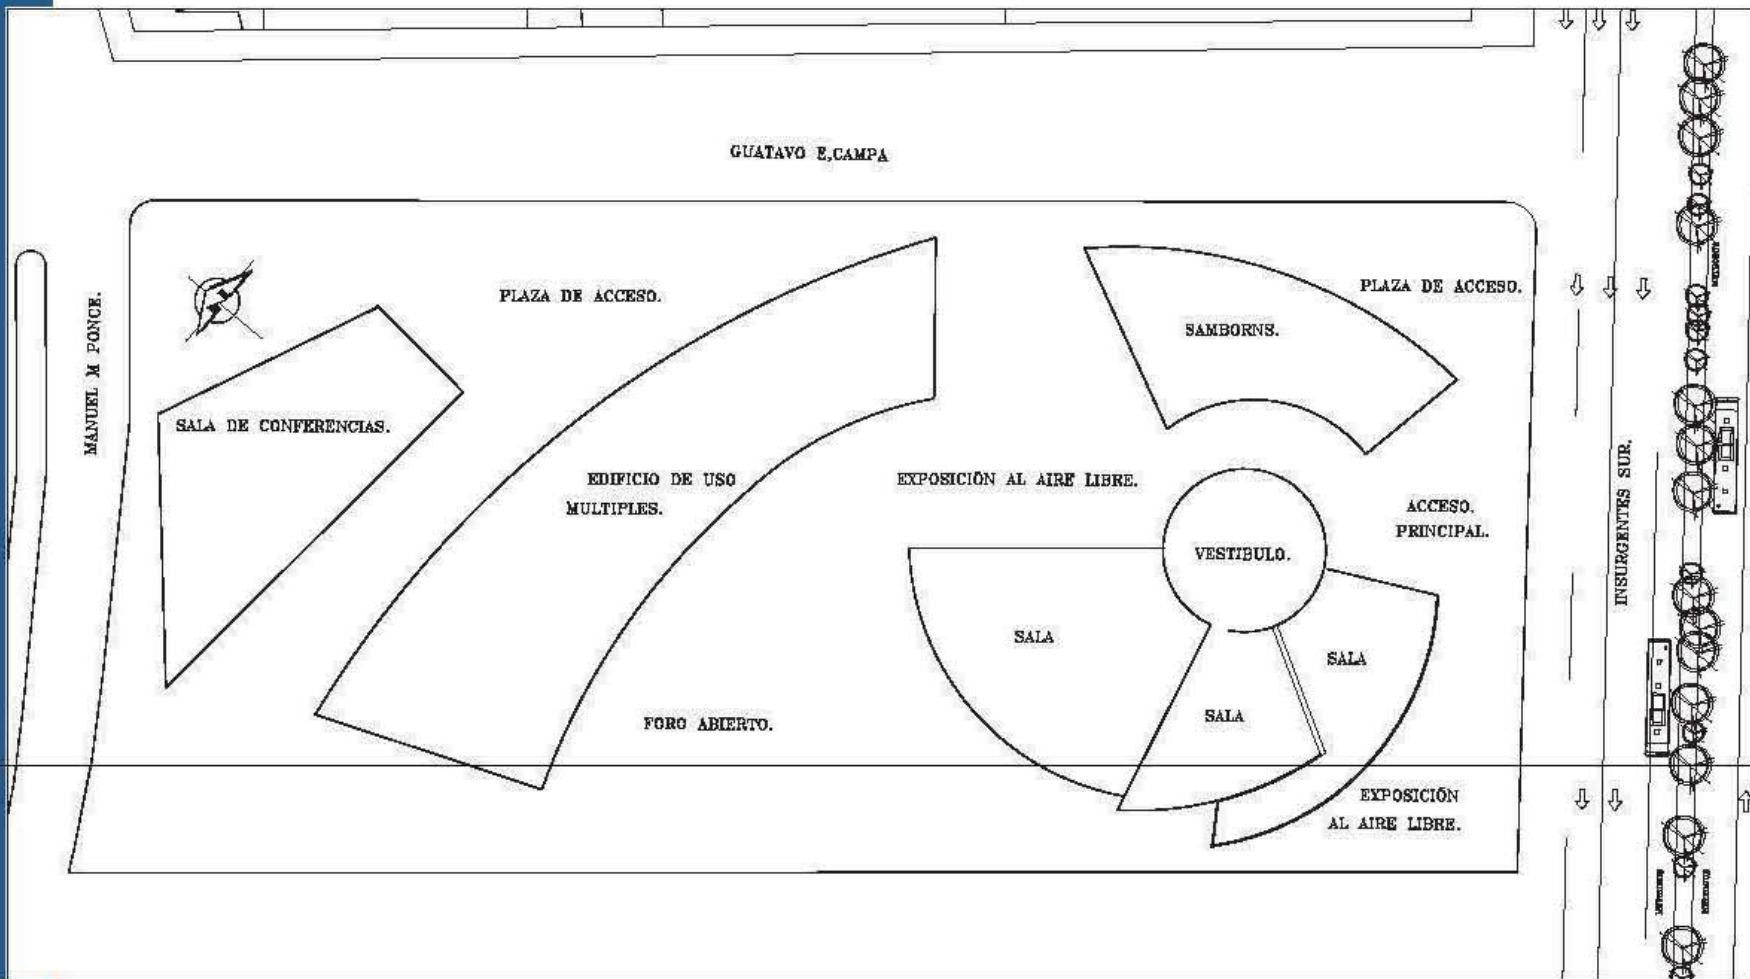 GUATAVO E,CAMPA
PLAZA DE ACCESO.
PLAZA DE ACCESO.
SAMBORNS.
MANUEL M PONCE.
SALA DE CONFERENCIAS.
EDIFICIO DE USO
MULTIPLES.
EXPOSICIÓN AL AIRE LIBRE.
ACCESO.
PRINCIPAL.
INSURGENTES SUR.
VESTIBULO.
SALA
SALA
SALA
FORO ABIERTO.
EXPOSICIÓN
AL AIRE LIBRE.